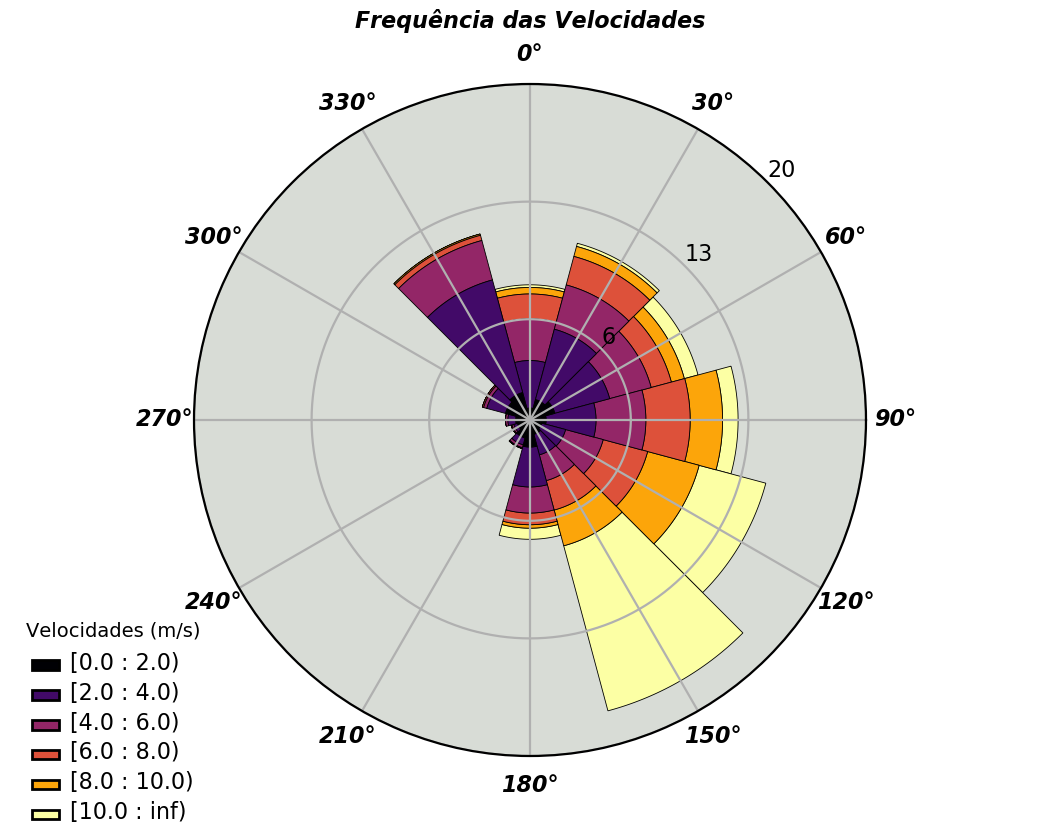 Frequência das Velocidades
0°
330°
30°
20
300°
60°
13
6
270°
90°
240°
120°
210°
150°
180°
Velocidades (m/s)
[0.0 : 2.0)
[2.0 : 4.0)
[4.0 : 6.0)
[6.0 : 8.0)
[8.0 : 10.0)
[10.0 : inf)